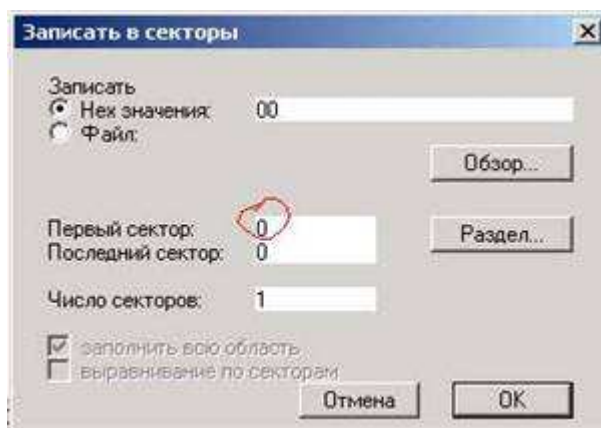 Записать в секторы
Записать
Hex значения: 00
Файл:
Обзор...
Первый сектор: 0
Раздел...
Последний сектор: 0
Число секторов: 1
заполнить всю область
выравнивание по секторам
Отмена
OK